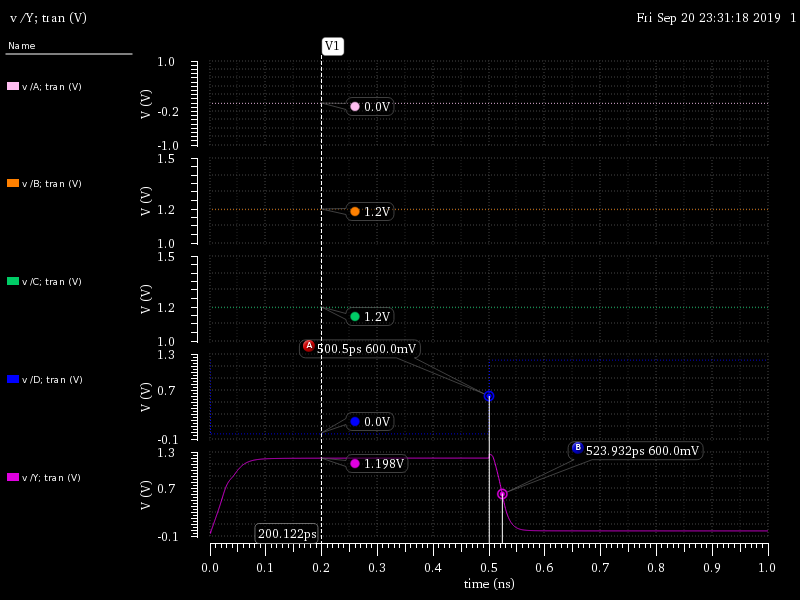 v /Y; tran (V)
Fri Sep 20 23:31:18 2019 1
Name
V1
v /A; tran (V)
V (V)
1.0
-0.2
-1.0
0.0V
v /B; tran (V)
V (V)
1.5
1.2
1.0
1.2V
v /C; tran (V)
V (V)
1.5
1.2
1.0
1.2V
A
500.5ps 600.0mV
v /D; tran (V)
V (V)
1.3
0.7
-0.1
0.0V
B
523.932ps 600.0mV
v /Y; tran (V)
V (V)
1.3
0.7
-0.1
1.198V
200.122ps
0.0 0.1 0.2 0.3 0.4 0.5 0.6 0.7 0.8 0.9 1.0
time (ns)